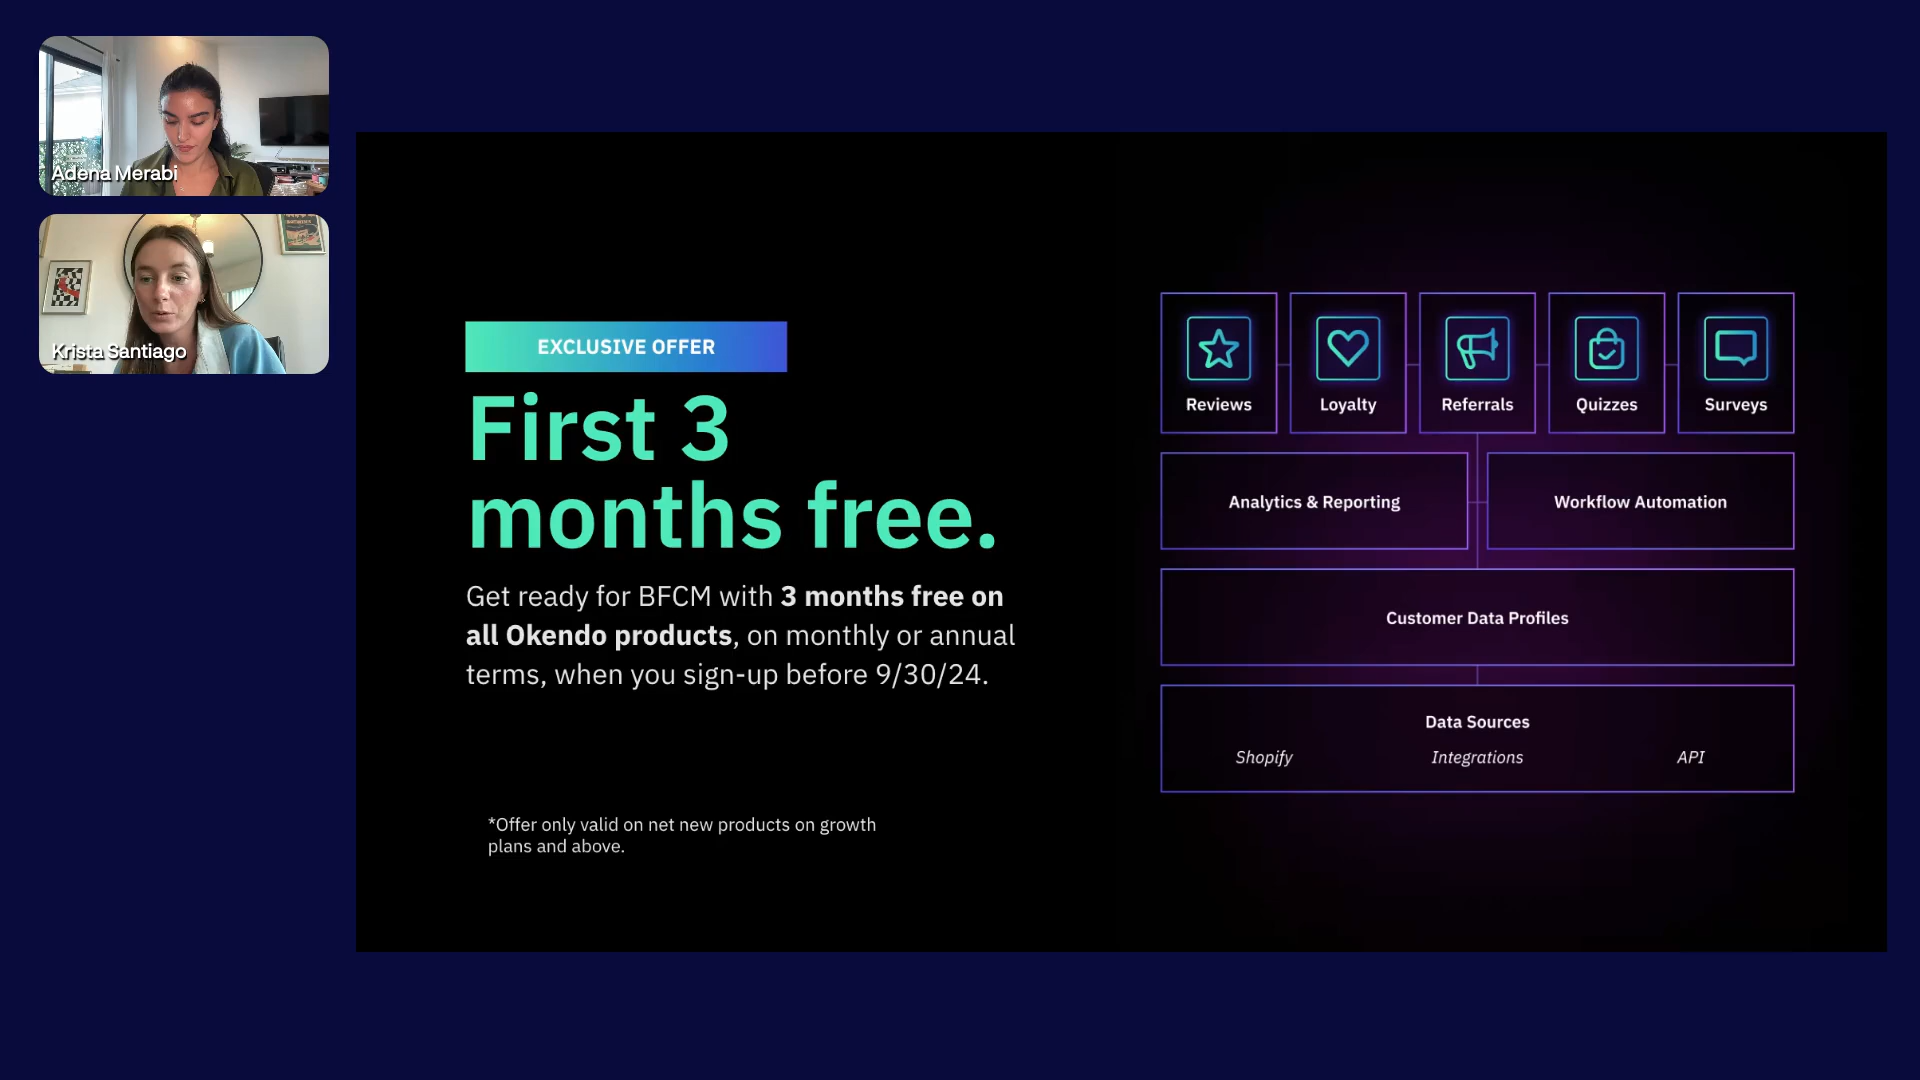 Adena Merabi
Krista Santiago
EXCLUSIVE OFFER
First 3
months free.
Get ready for BFCM with 3 months free on
all Okendo products, on monthly or annual
terms, when you sign-up before 9/30/24.
*Offer only valid on net new products on growth
plans and above.
Reviews
Loyalty
Referrals
Quizzes
Surveys
Analytics & Reporting
Workflow Automation
Customer Data Profiles
Data Sources
Shopify
Integrations
API